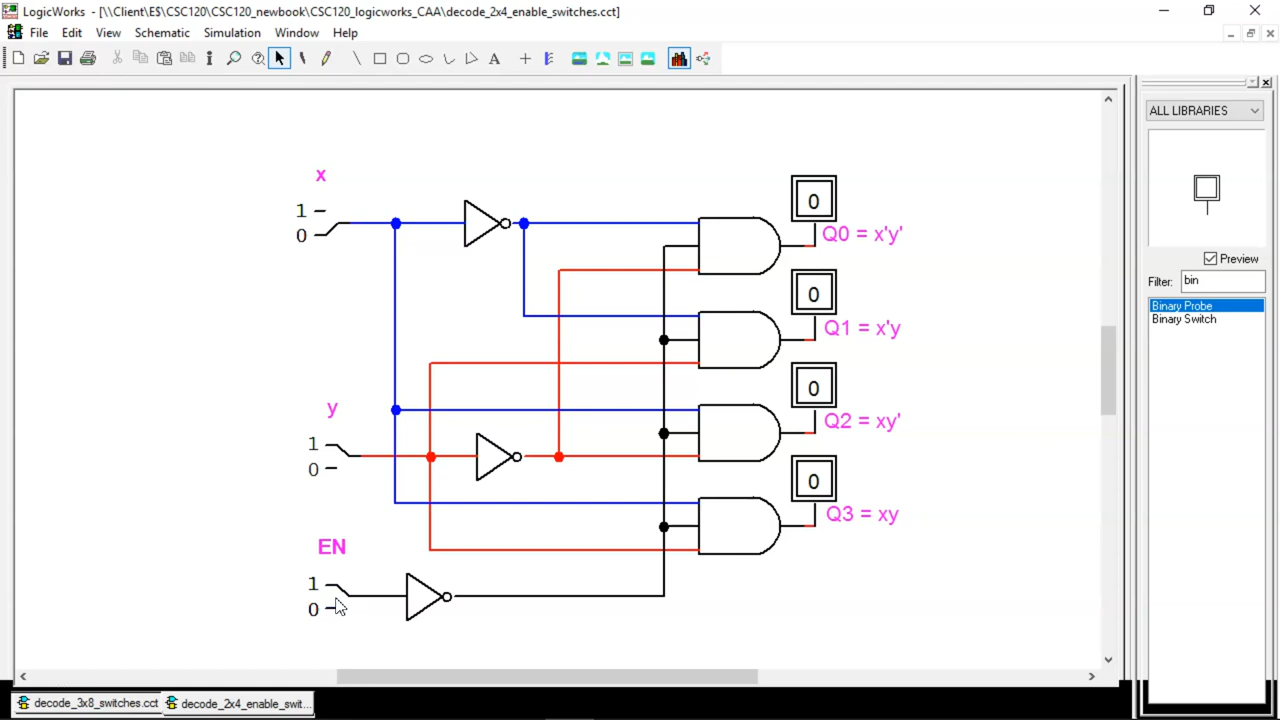 LogicWorks - [\\Client\E$\CSC120\CSC120_newbook\CSC120_logicworks_CAA\decode_2x4_enable_switches.cct]
File Edit View Schematic Simulation Window Help
A
ALL LIBRARIES
Preview
Filter: bin
Binary Probe
Binary Switch
x
1
0
0
Q0 = x'y'
0
Q1 = x'y
y
1
0
0
Q2 = xy'
0
Q3 = xy
EN
1
0
decode_3x8_switches.cct
decode_2x4_enable_swit...